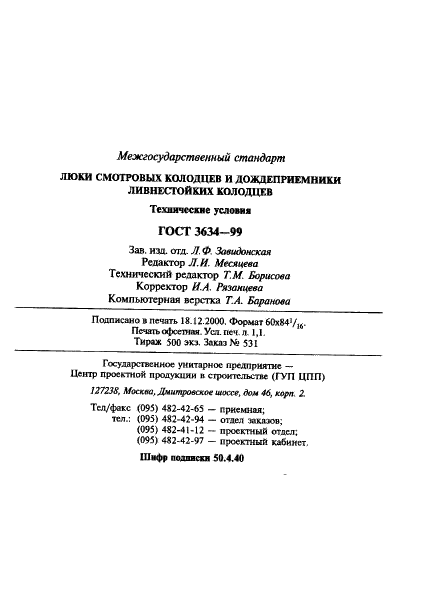 Межгосударственный стандарт
ЛЮКИ СМОТРОВЫХ КОЛОДЦЕВ И ДОЖДЕПРИЕМНИКИ
ЛИВНЕСТОЙКИХ КОЛОДЦЕВ
Технические условия
ГОСТ 3634—99
Зав. изд. отд. Л.Ф. Завидонская
Редактор Л.И. Месяцева
Технический редактор Т.М. Борисова
Корректор И.А. Рязанцева
Компьютерная верстка Т.А. Баранова
Подписано в печать 18.12.2000. Формат 60х84¹/₁₆.
Печать офсетная. Усл. печ. л. 1,1.
Тираж 500 экз. Заказ № 531
Государственное унитарное предприятие —
Центр проектной продукции в строительстве (ГУП ЦПП)
127238, Москва, Дмитровское шоссе, дом 46, корп. 2.
Тел/факс (095) 482-42-65 — приемная;
тел.: (095) 482-42-94 — отдел заказов;
(095) 482-41-12 — проектный отдел;
(095) 482-42-97 — проектный кабинет.
Шифр подписки 50.4.40